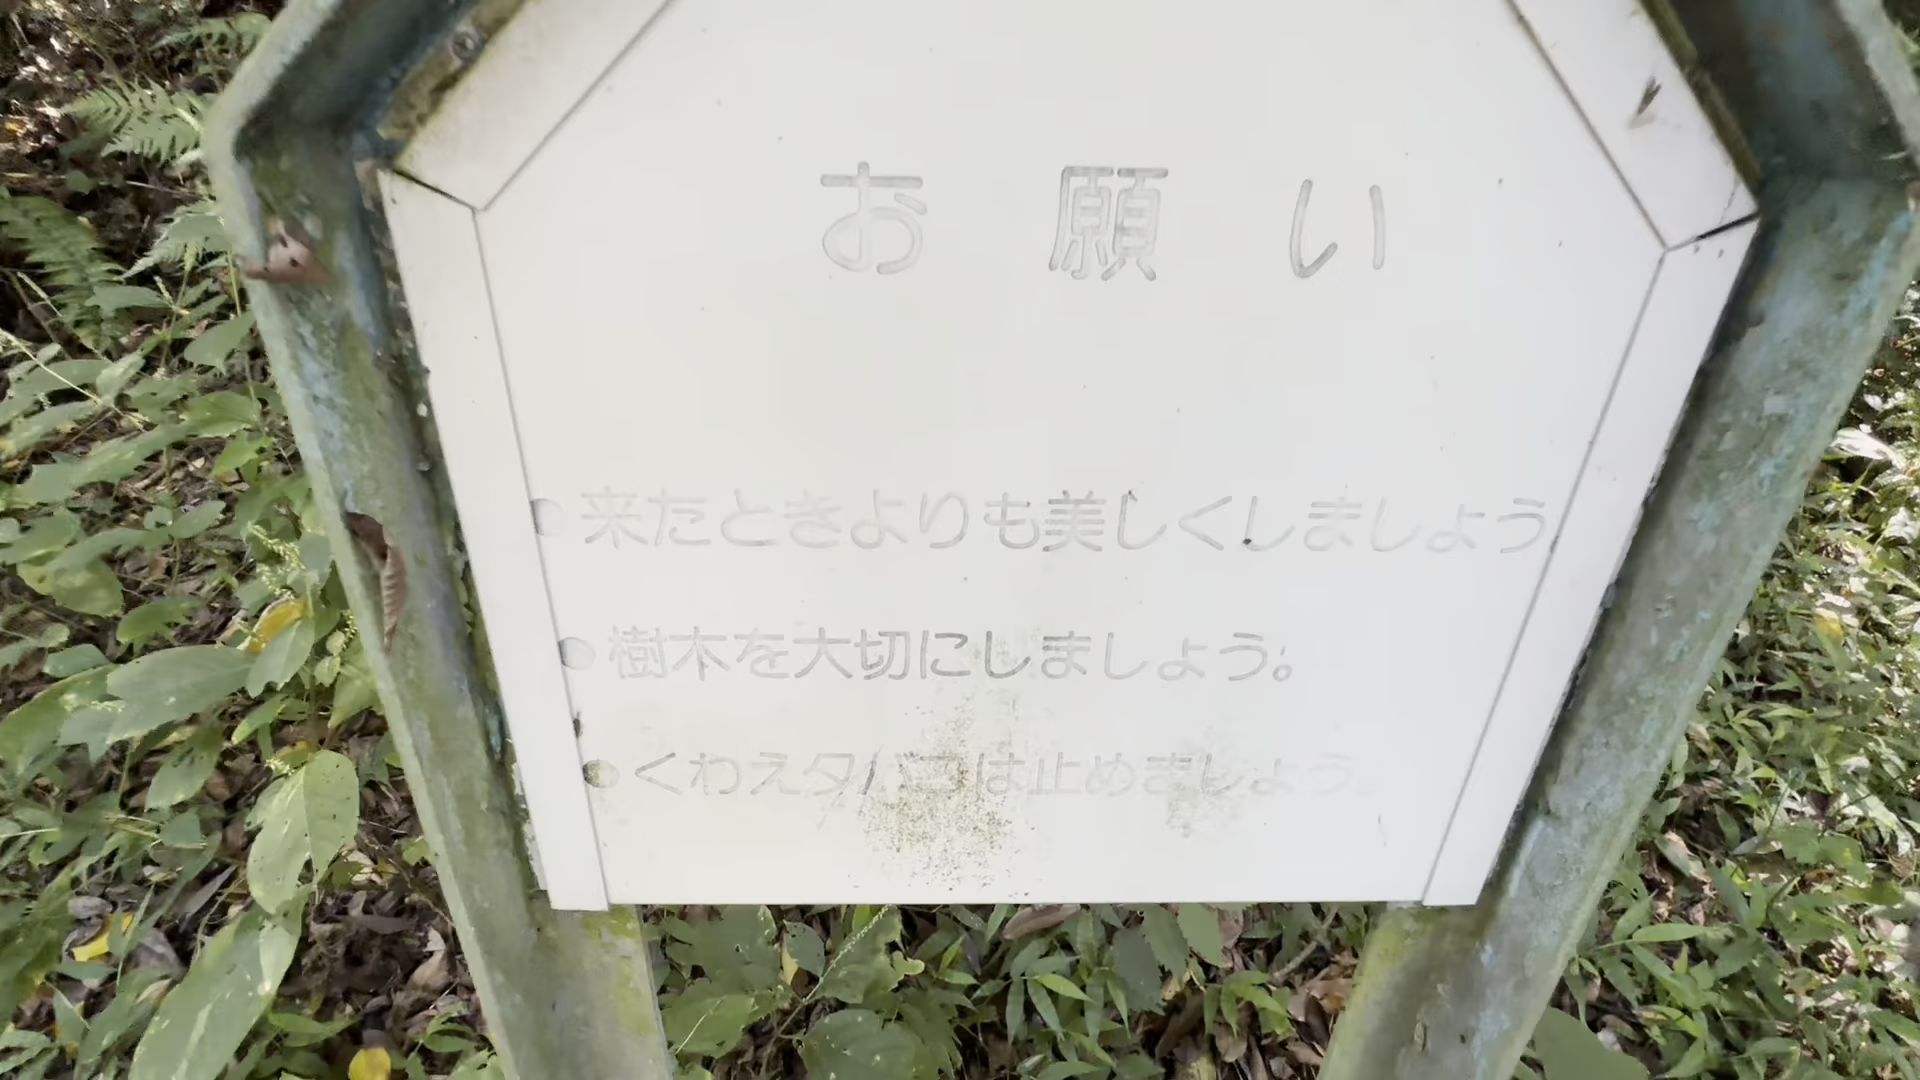 お願い
●来たときよりも美しくしましょう
●樹木を大切にしましょう。
●くわえタバコは止めましょう。